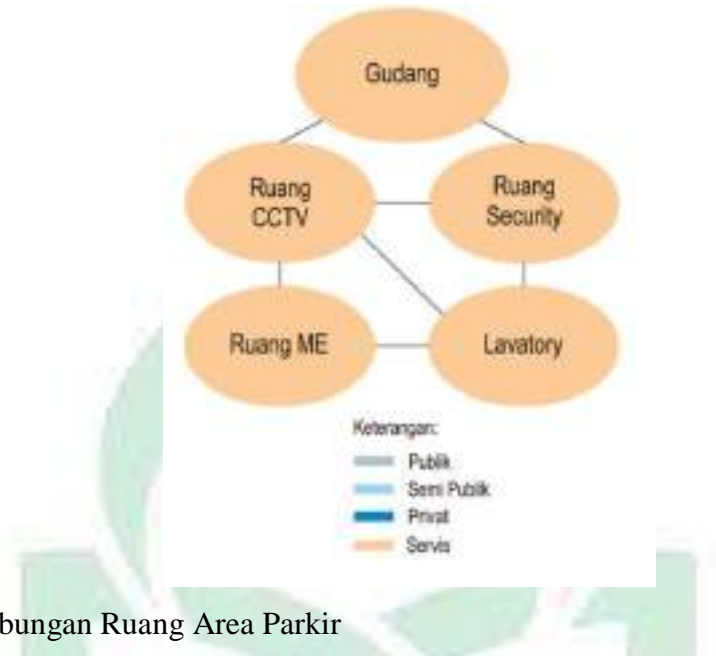 Gudang
Ruang
CCTV
Ruang
Security
Ruang ME
Lavatory
Keterangan:
Publik
Semi Publik
Privat
Servis
bungan Ruang Area Parkir